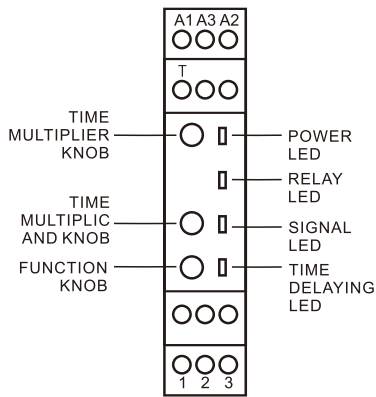 A1 A3 A2
T
TIME
MULTIPLIER
KNOB
POWER
LED
RELAY
LED
TIME
MULTIPLIC
AND KNOB
SIGNAL
LED
FUNCTION
KNOB
TIME
DELAYING
LED
1 2 3